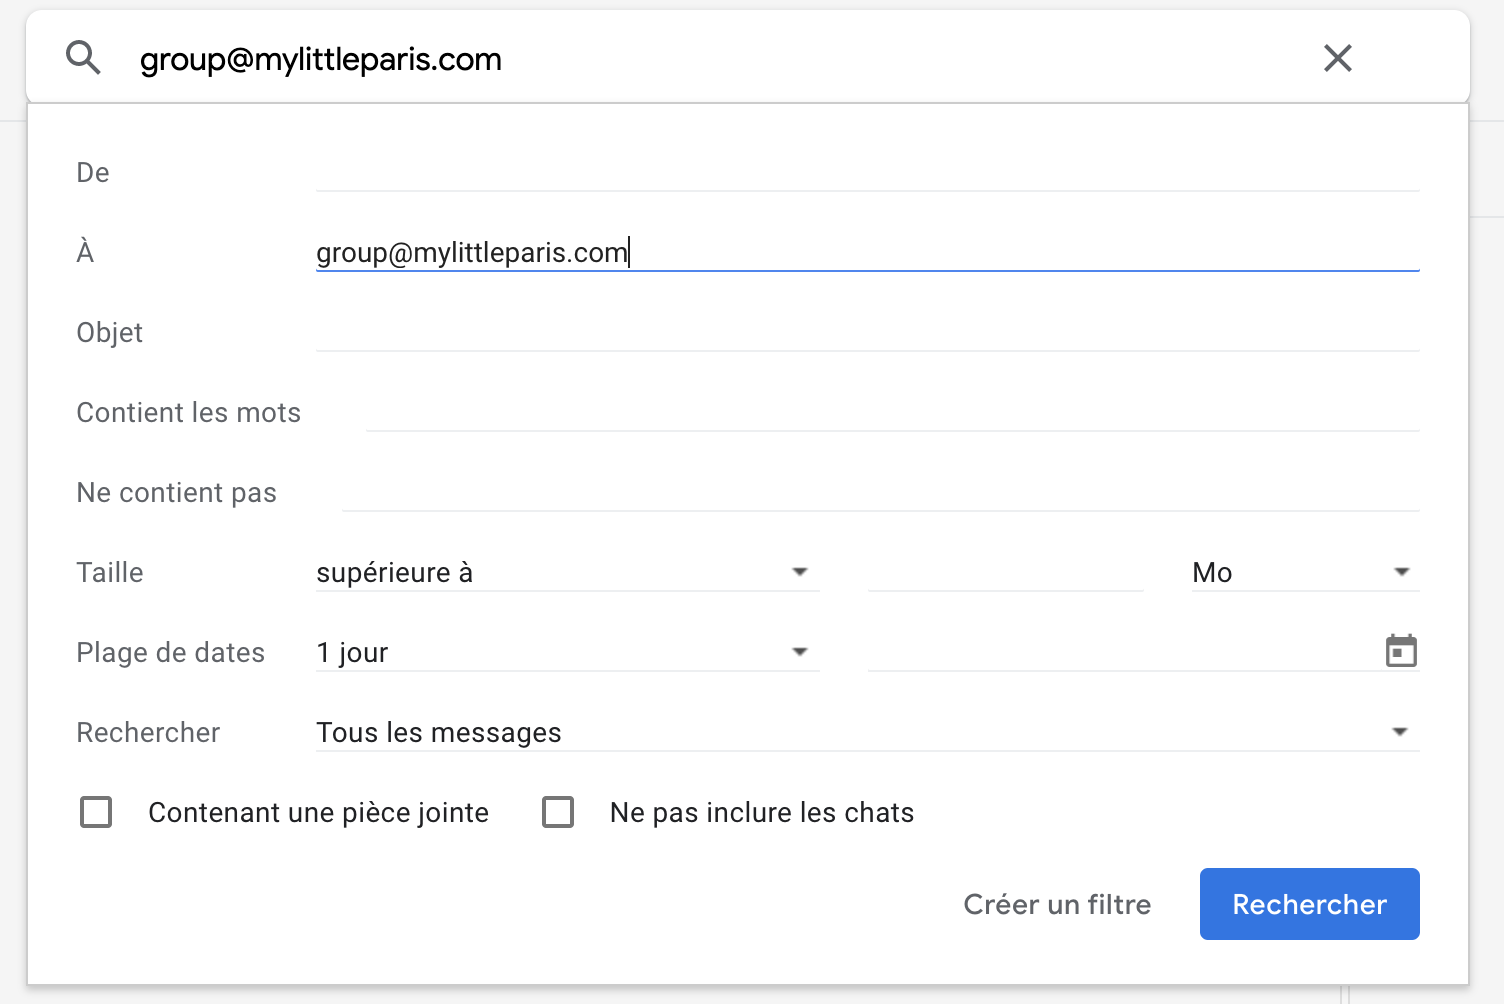 group@mylittleparis.com
De
À group@mylittleparis.com
Objet
Contient les mots
Ne contient pas
Taille supérieure à Mo
Plage de dates 1 jour
Rechercher Tous les messages
Contenant une pièce jointe Ne pas inclure les chats
Créer un filtre Rechercher